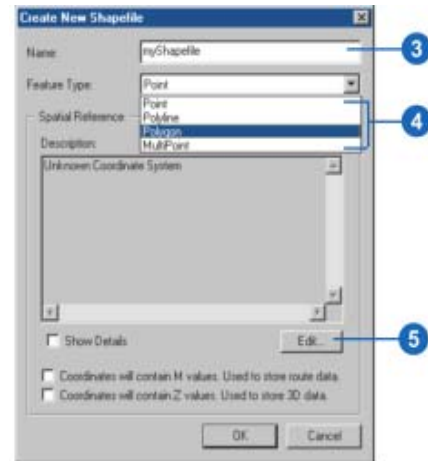 Create New Shapefile
Name: myShapefile
3
Feature Type: Point
Point
Polyline
Polygon
MultiPoint
4
Spatial Reference
Description:
Unknown Coordinate System
Show Details
Edit...
5
Coordinates will contain M values. Used to store route data.
Coordinates will contain Z values. Used to store 3D data.
OK Cancel